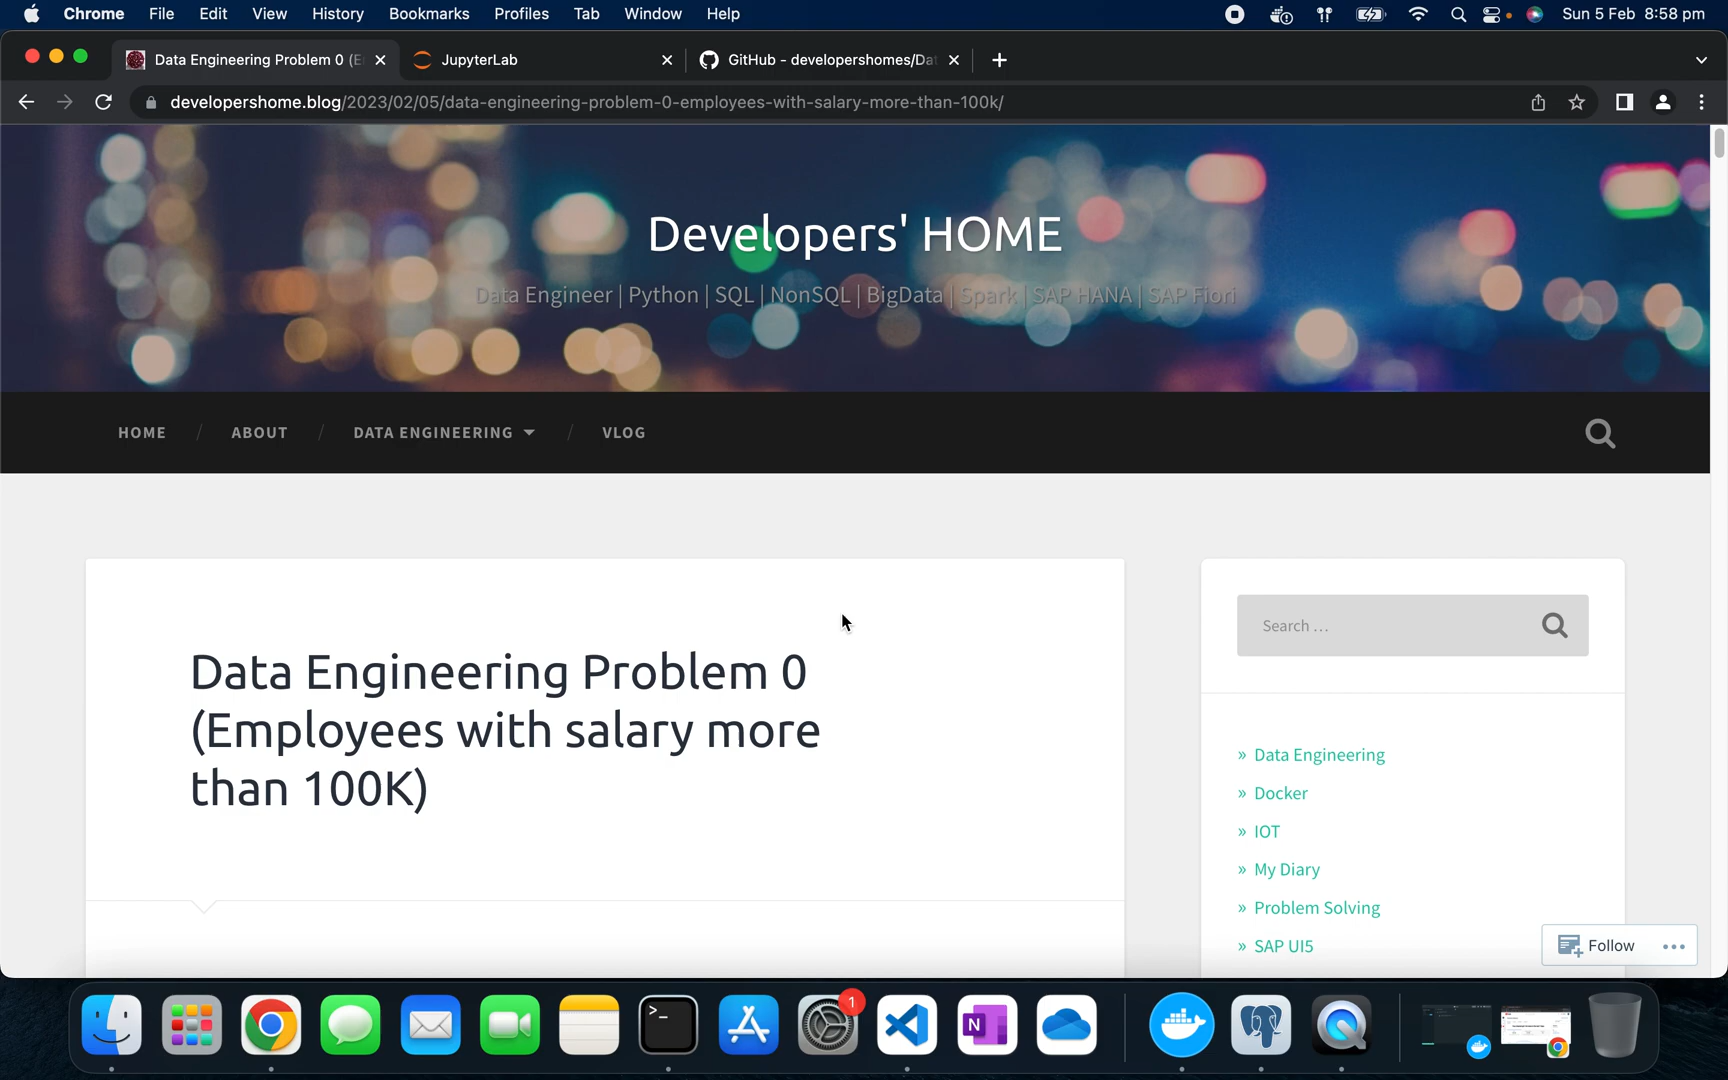 Chrome File Edit View History Bookmarks Profiles Tab Window Help Sun 5 Feb 8:58 pm
Data Engineering Problem 0 (E JupyterLab GitHub - developershomes/Dat
developershome.blog/2023/02/05/data-engineering-problem-0-employees-with-salary-more-than-100k/
Developers' HOME
Data Engineer | Python | SQL | NonSQL | BigData | Spark | SAP HANA | SAP Fiori
HOME / ABOUT / DATA ENGINEERING / VLOG
Search ...
Data Engineering Problem 0
(Employees with salary more
than 100K)
» Data Engineering
» Docker
» IOT
» My Diary
» Problem Solving
» SAP UI5
Follow
1
>_
N